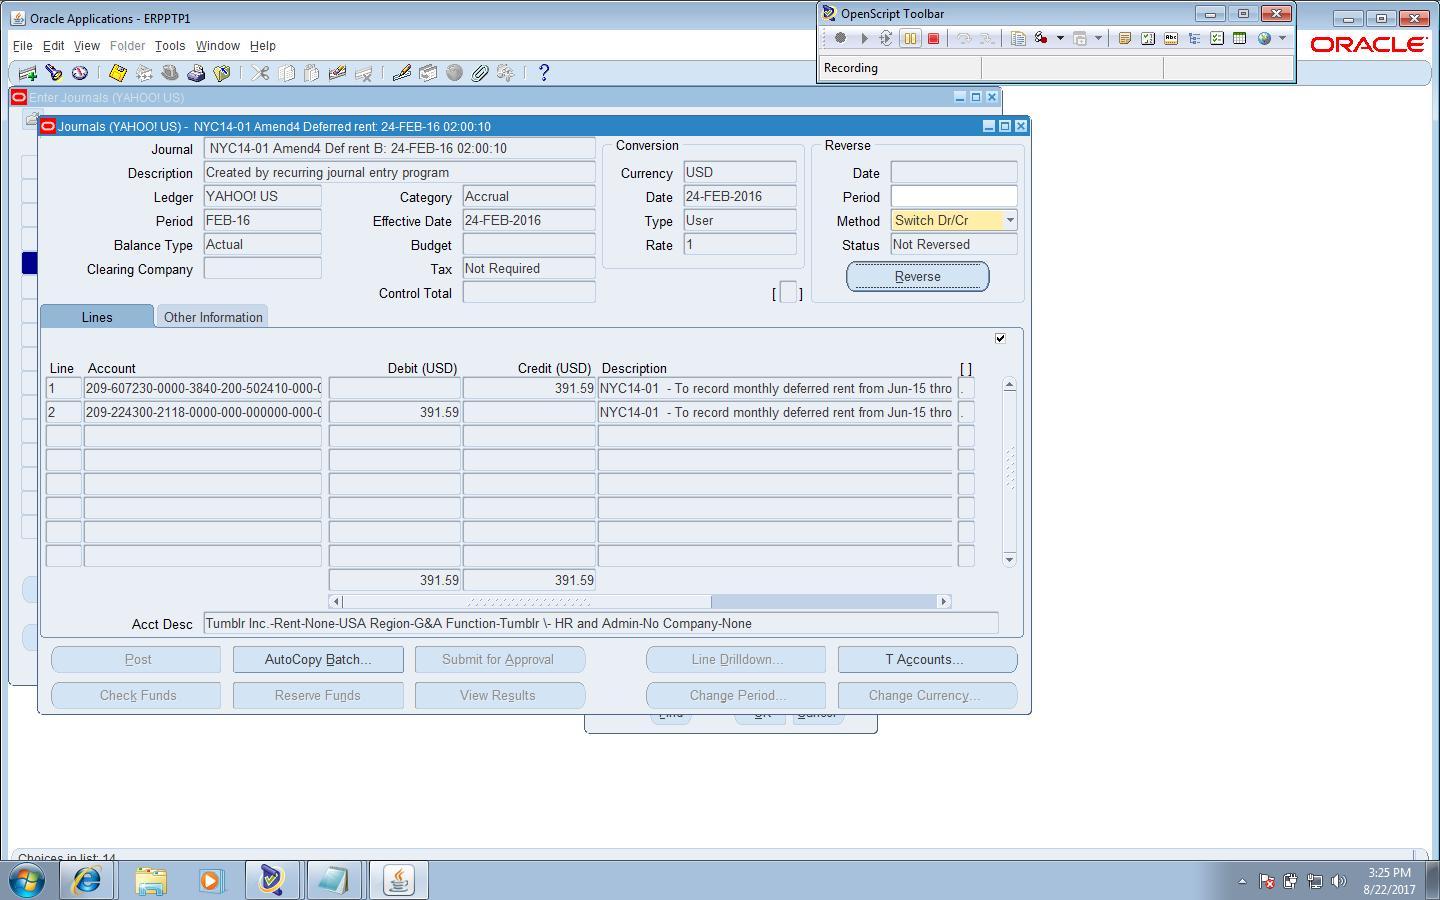 Oracle Applications - ERPPTP1
OpenScript Toolbar
File Edit View Folder Tools Window Help
ORACLE
Recording
Enter Journals (YAHOO! US)
Journals (YAHOO! US) - NYC14-01 Amend4 Deferred rent: 24-FEB-16 02:00:10
Journal NYC14-01 Amend4 Def rent B: 24-FEB-16 02:00:10
Description Created by recurring journal entry program
Ledger YAHOO! US Category Accrual
Period FEB-16 Effective Date 24-FEB-2016
Balance Type Actual Budget
Clearing Company Tax Not Required
Control Total
Conversion
Currency USD
Date 24-FEB-2016
Type User
Rate 1
[ ]
Reverse
Date
Period
Method Switch Dr/Cr
Status Not Reversed
Reverse
Lines Other Information
Line Account Debit (USD) Credit (USD) Description [ ]
1 209-607230-0000-3840-200-502410-000-0 391.59 NYC14-01 - To record monthly deferred rent from Jun-15 thro .
2 209-224300-2118-0000-000-000000-000-0 391.59 NYC14-01 - To record monthly deferred rent from Jun-15 thro .
391.59 391.59
Acct Desc Tumblr Inc.-Rent-None-USA Region-G&A Function-Tumblr \- HR and Admin-No Company-None
Post AutoCopy Batch... Submit for Approval Line Drilldown... T Accounts...
Check Funds Reserve Funds View Results Change Period... Change Currency...
Find OK Cancel
Choices in list: 14
3:25 PM
8/22/2017